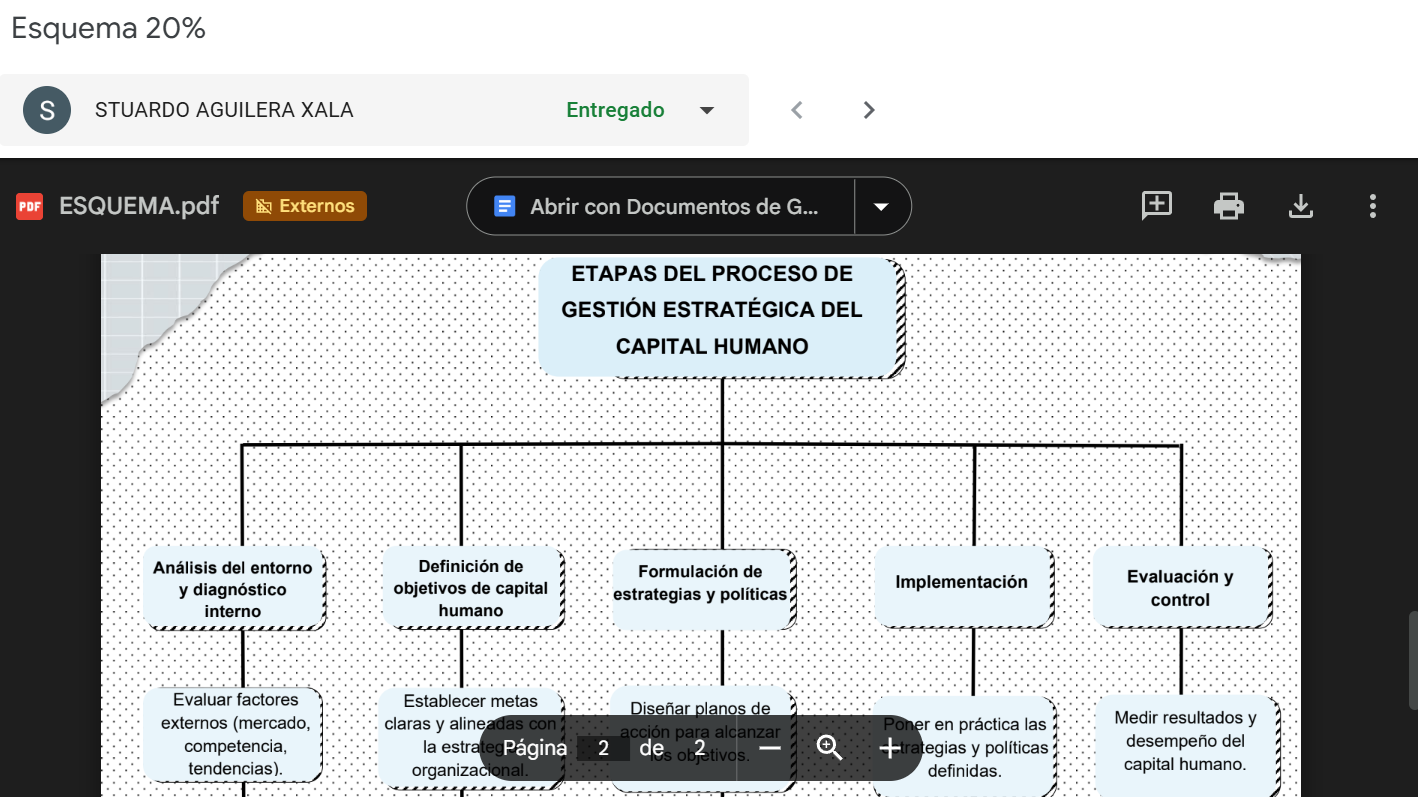 Esquema 20%
S
STUARDO AGUILERA XALA
Entregado
PDF
ESQUEMA.pdf
Externos
Abrir con Documentos de G...
ETAPAS DEL PROCESO DE
GESTIÓN ESTRATÉGICA DEL
CAPITAL HUMANO
Análisis del entorno
y diagnóstico
interno
Definición de
objetivos de capital
humano
Formulación de
estrategias y políticas
Implementación
Evaluación y
control
Evaluar factores
externos (mercado,
competencia,
tendencias).
Establecer metas
claras y alineadas con
la estrateg
organizacional.
Diseñar planos de
acción para alcanzar
los objetivos.
Poner en práctica las
rategias y políticas
definidas.
Medir resultados y
desempeño del
capital humano.
Página 2 de 2